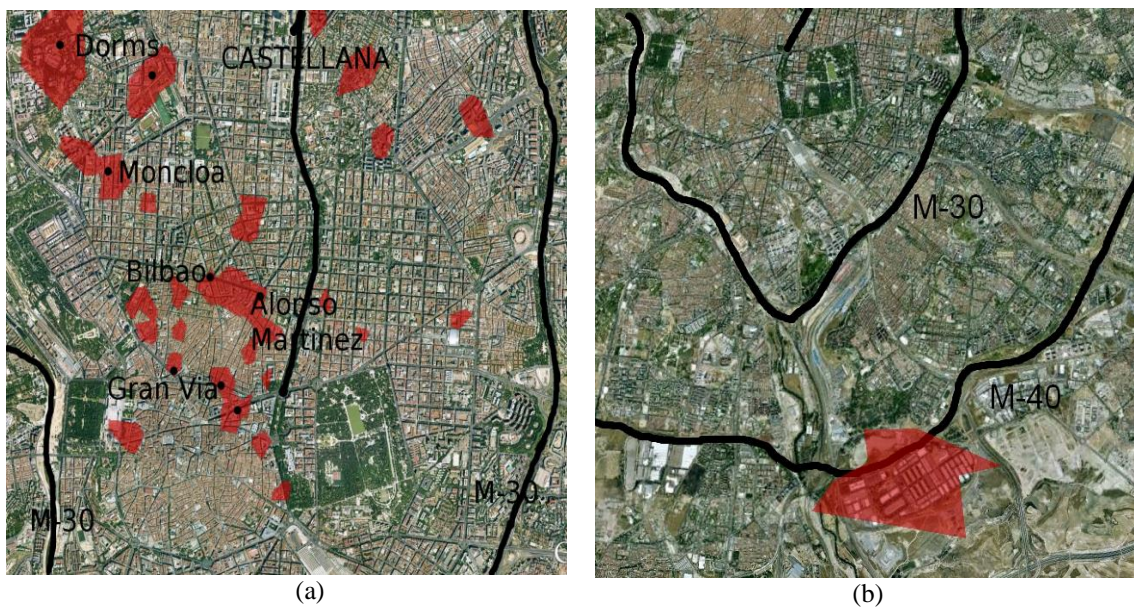 Dorms
CASTELLANA
Moncloa
Bilbao
Alonso
Martinez
Gran Via
M-30
M-30
(a)
M-30
M-40
(b)